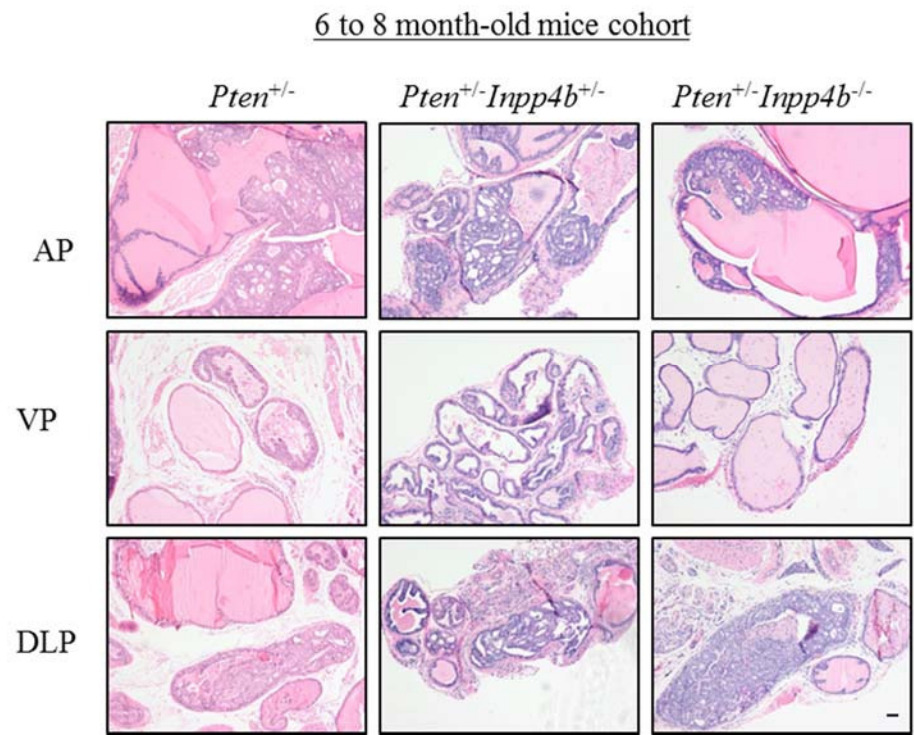 6 to 8 month-old mice cohort
Pten+/- Pten+/-Inpp4b+/- Pten+/-Inpp4b-/-
AP
VP
DLP